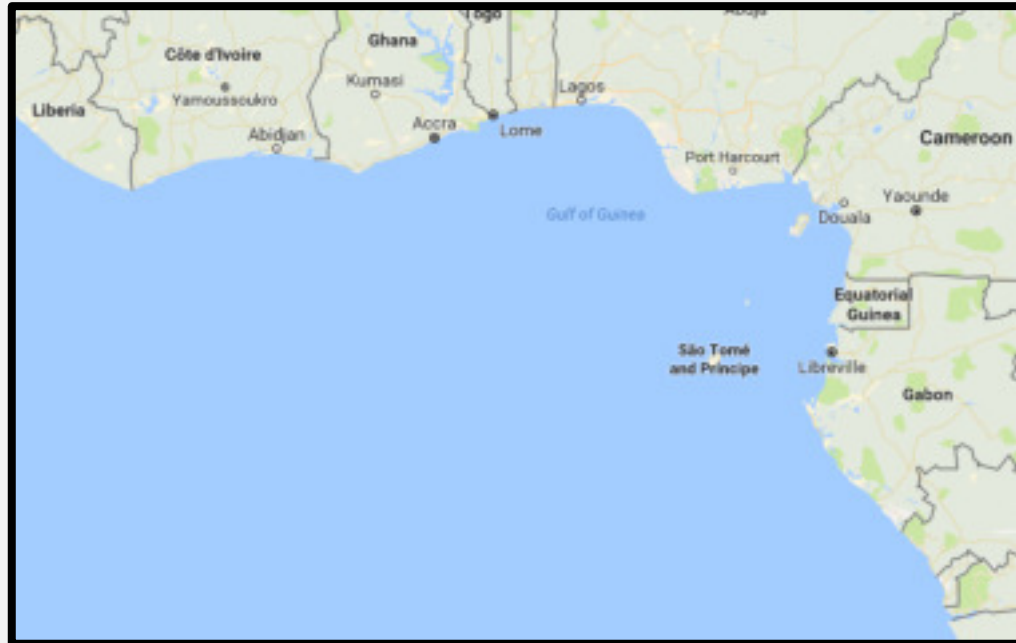 Togo
Abuja
Ghana
Côte d'Ivoire
Kumasi
Lagos
Yamoussoukro
Liberia
Accra
Lome
Abidjan
Cameroon
Port Harcourt
Yaounde
Gulf of Guinea
Douala
Equatorial
Guinea
São Tomé
and Príncipe
Libreville
Gabon